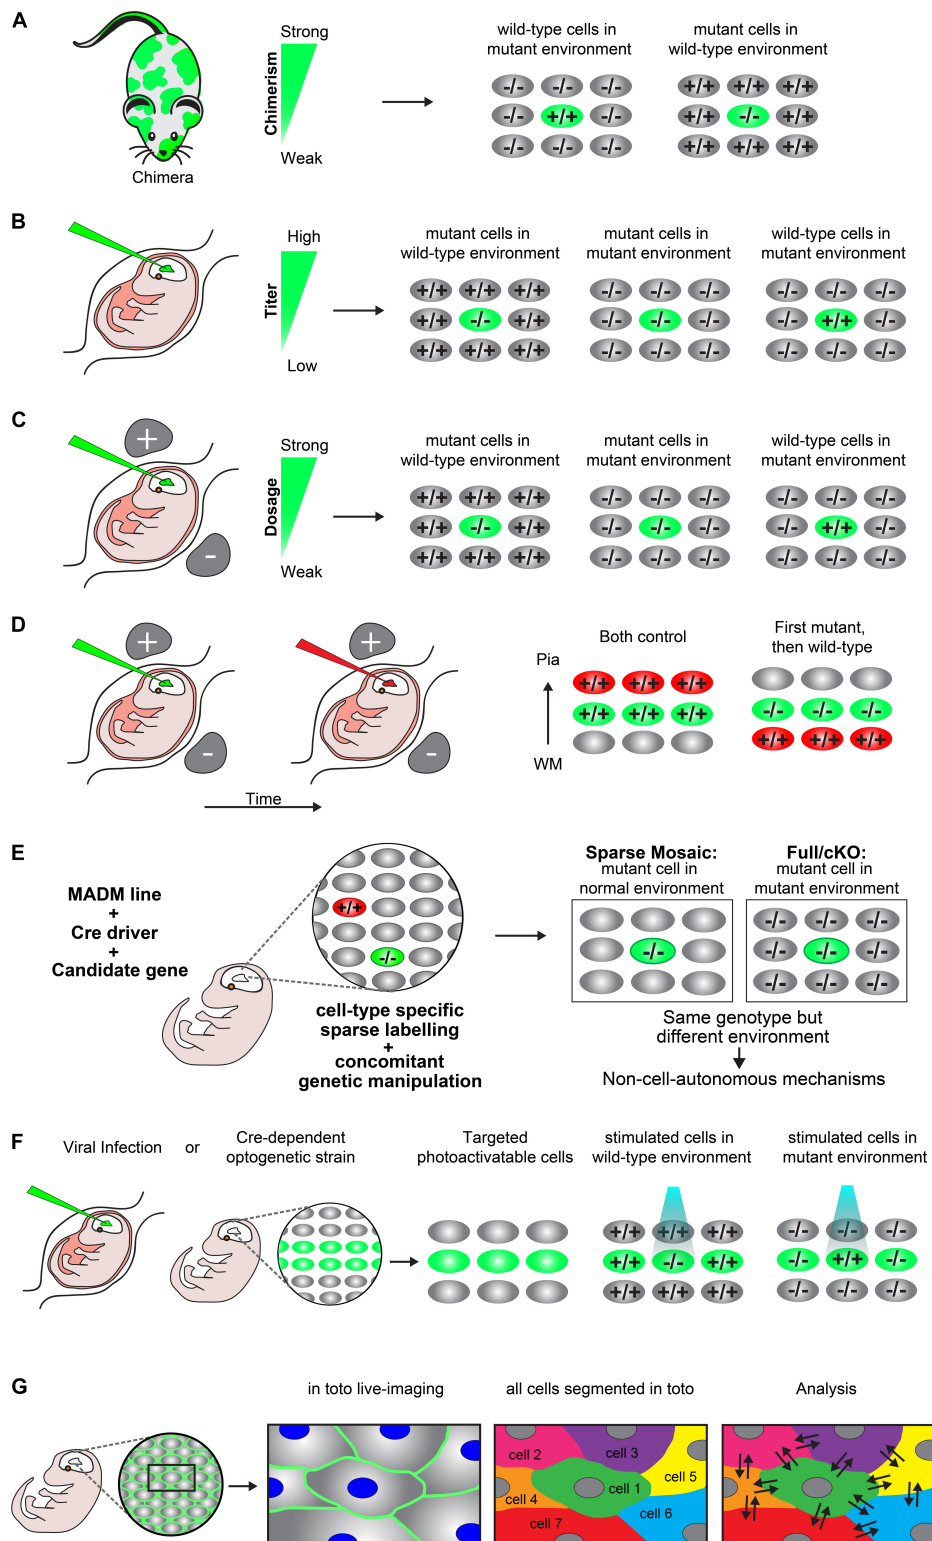 A
Chimera
Strong
Chimerism
Weak
wild-type cells in
mutant environment
-/- -/- -/-
-/- +/+ -/-
-/- -/- -/-
mutant cells in
wild-type environment
+/+ +/+ +/+
+/+ -/- +/+
+/+ +/+ +/+
B
High
Titer
Low
mutant cells in
wild-type environment
+/+ +/+ +/+
+/+ -/- +/+
+/+ +/+ +/+
mutant cells in
mutant environment
-/- -/- -/-
-/- -/- -/-
-/- -/- -/-
wild-type cells in
mutant environment
-/- -/- -/-
-/- +/+ -/-
-/- -/- -/-
C
+
-
Strong
Dosage
Weak
mutant cells in
wild-type environment
+/+ +/+ +/+
+/+ -/- +/+
+/+ +/+ +/+
mutant cells in
mutant environment
-/- -/- -/-
-/- -/- -/-
-/- -/- -/-
wild-type cells in
mutant environment
-/- -/- -/-
-/- +/+ -/-
-/- -/- -/-
D
+
-
+
-
Time
Pia
WM
Both control
+/+ +/+ +/+
+/+ +/+ +/+
First mutant,
then wild-type
-/- -/- -/-
+/+ +/+ +/+
E
MADM line
+
Cre driver
+
Candidate gene
+/+
-/-
cell-type specific
sparse labelling
+
concomitant
genetic manipulation
Sparse Mosaic:
mutant cell in
normal environment
-/-
Full/cKO:
mutant cell in
mutant environment
-/- -/- -/-
-/- -/- -/-
-/- -/- -/-
Same genotype but
different environment
Non-cell-autonomous mechanisms
F
Viral Infection or
Cre-dependent
optogenetic strain
Targeted
photoactivatable cells
stimulated cells in
wild-type environment
+/+ +/+ +/+
+/+ -/- +/+
+/+ +/+ +/+
stimulated cells in
mutant environment
-/- -/- -/-
-/- +/+ -/-
-/- -/- -/-
G
in toto live-imaging
all cells segmented in toto
cell 2
cell 3
cell 5
cell 1
cell 4
cell 6
cell 7
Analysis